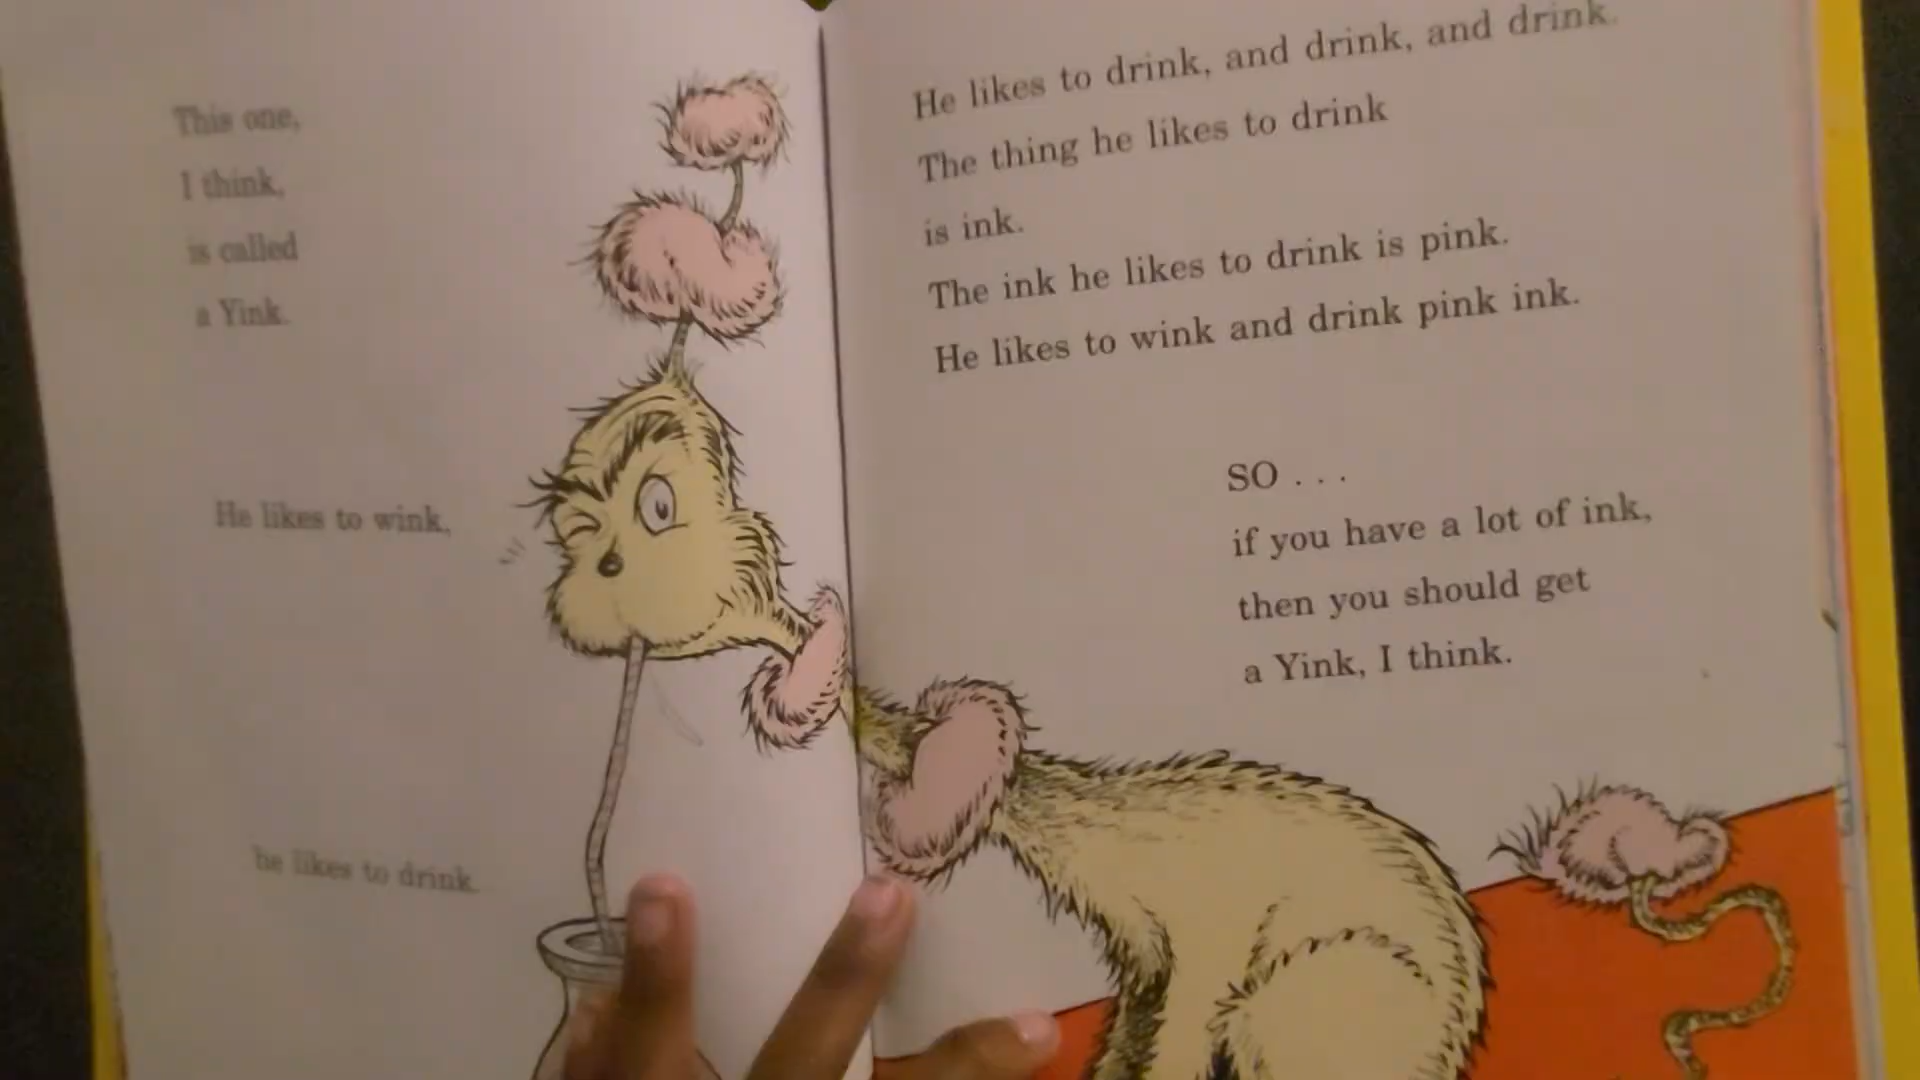 This one,
I think,
is called
a Yink.
He likes to wink,
he likes to drink.
He likes to drink, and drink, and drink.
The thing he likes to drink
is ink.
The ink he likes to drink is pink.
He likes to wink and drink pink ink.
SO . . .
if you have a lot of ink,
then you should get
a Yink, I think.